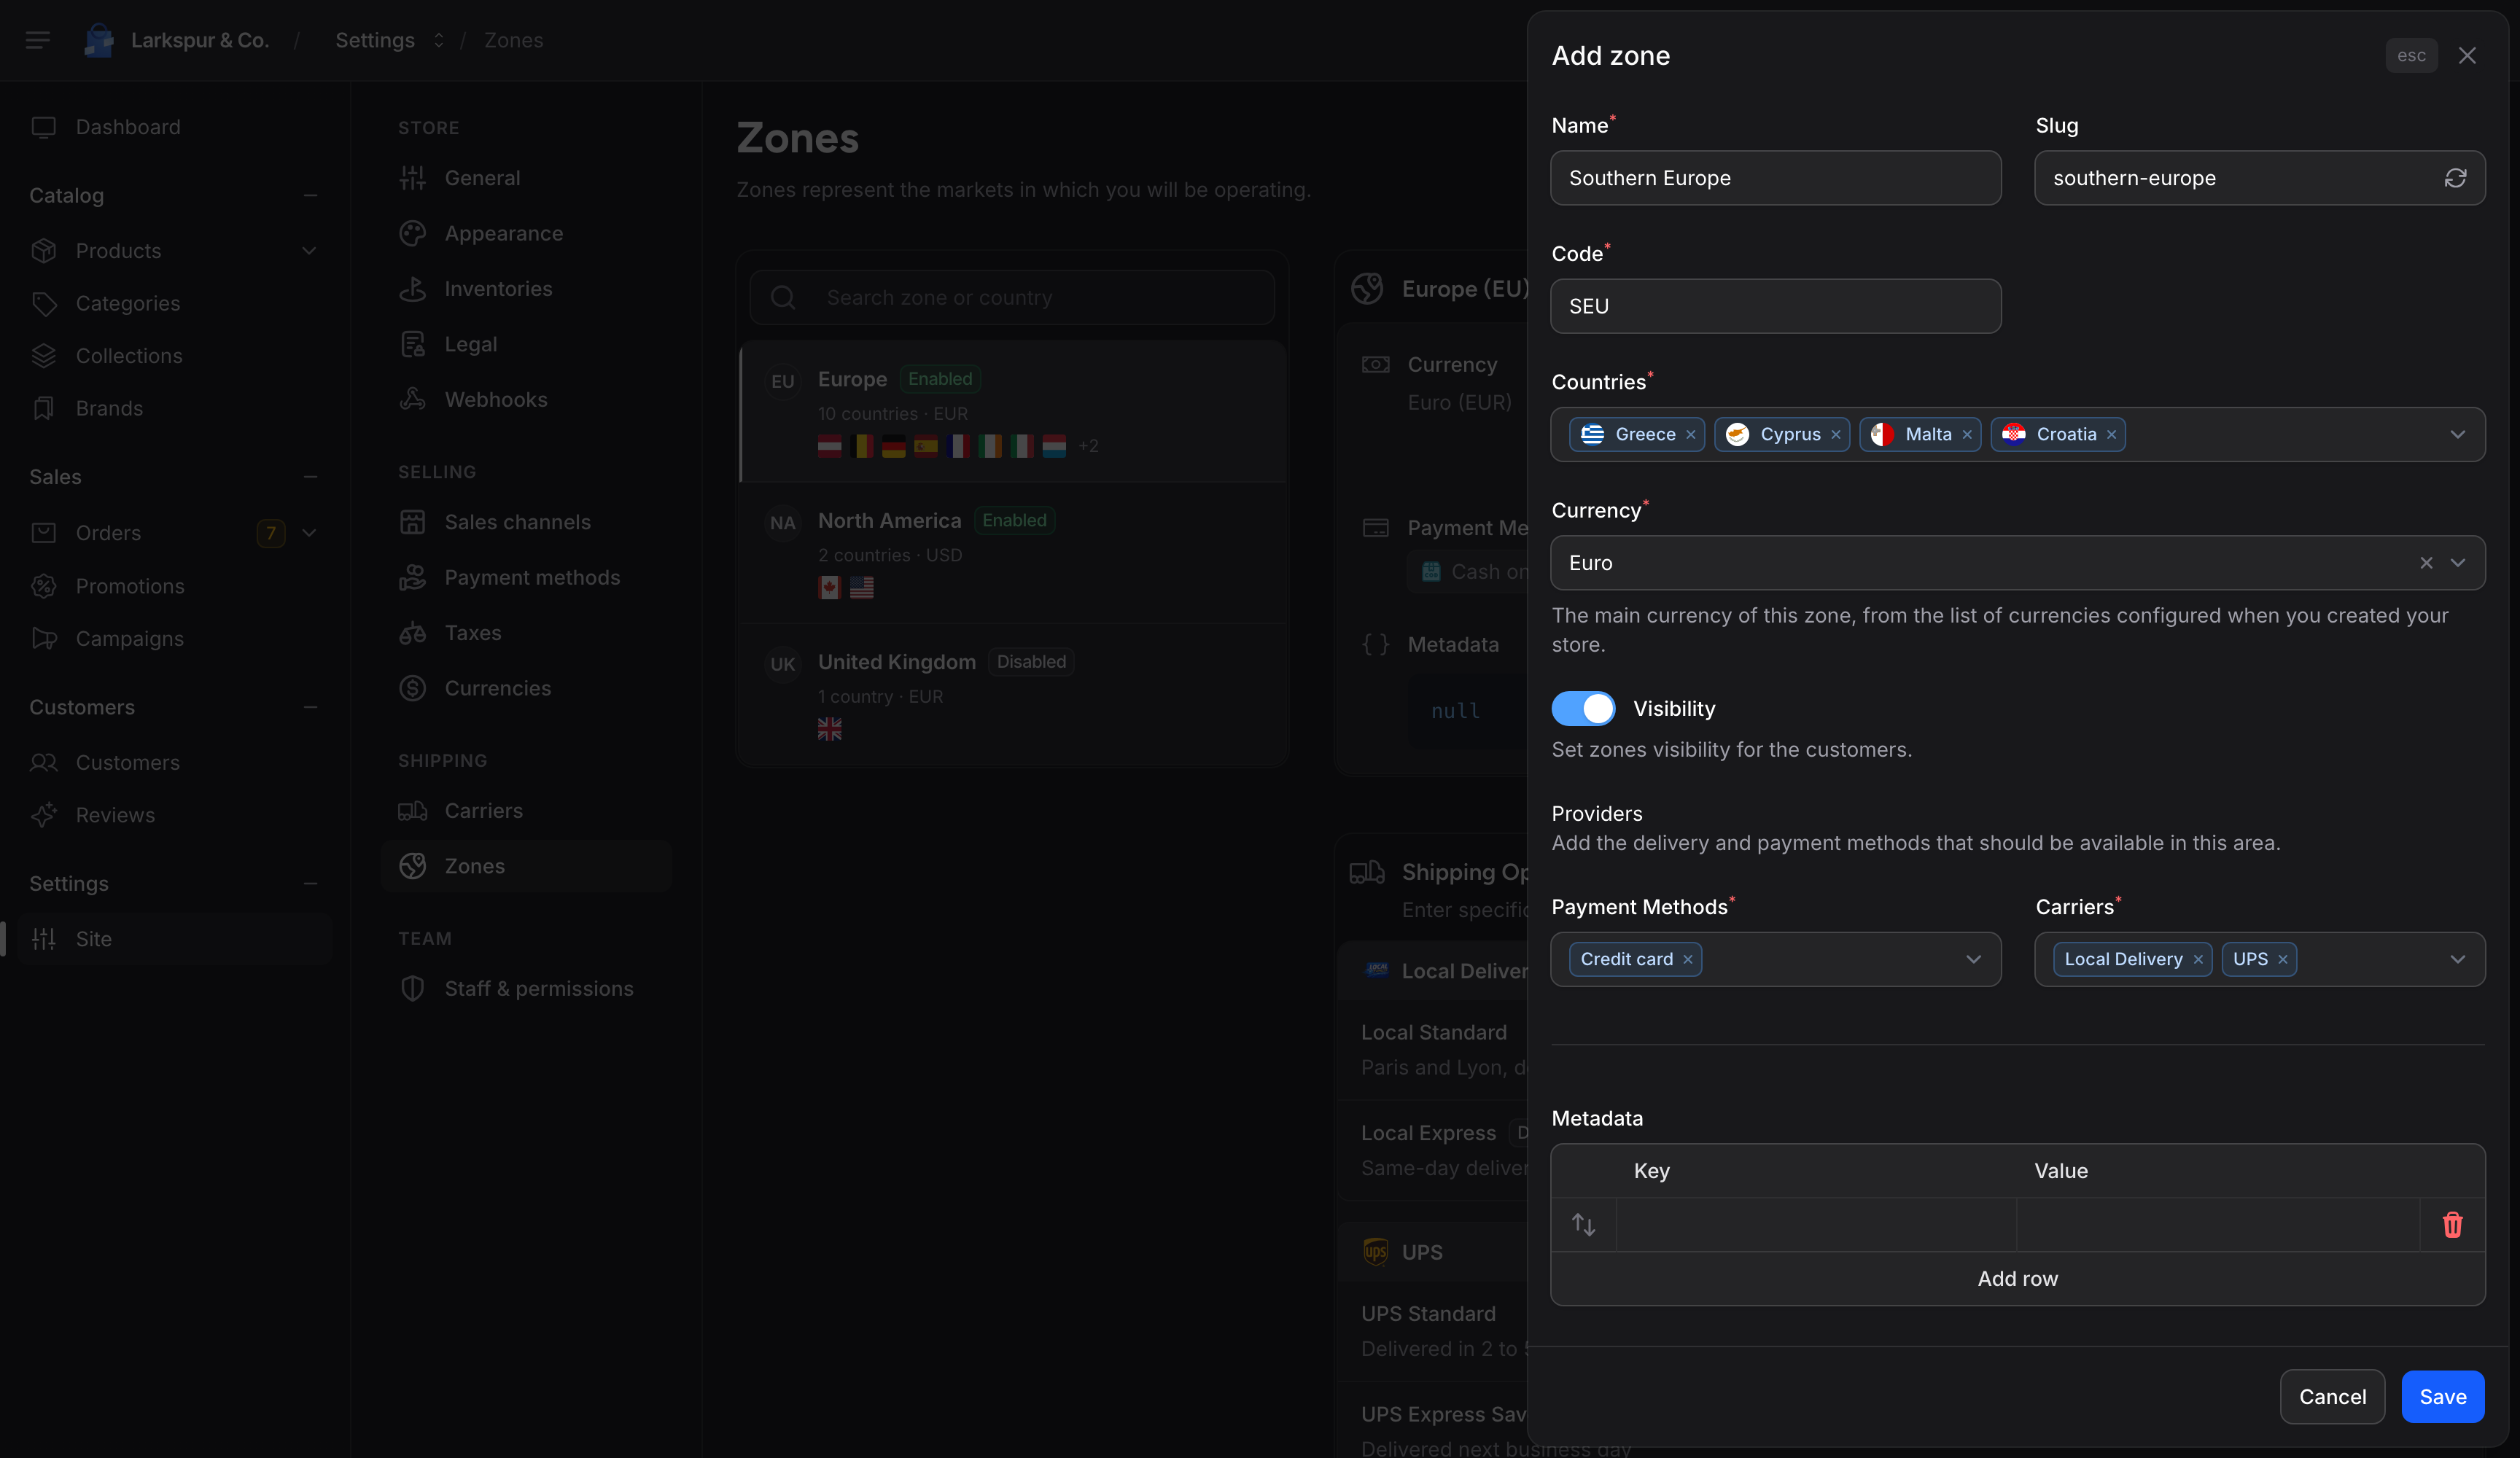 Larkspur & Co. / Settings / Zones
Dashboard
Catalog
Products
Categories
Collections
Brands
Sales
Orders 7
Promotions
Campaigns
Customers
Customers
Reviews
Settings
Site
STORE
General
Appearance
Inventories
Legal
Webhooks
SELLING
Sales channels
Payment methods
Taxes
Currencies
SHIPPING
Carriers
Zones
TEAM
Staff & permissions
Zones
Zones represent the markets in which you will be operating.
Search zone or country
EU Europe Enabled
10 countries · EUR
+2
NA North America Enabled
2 countries · USD
UK United Kingdom Disabled
1 country · EUR
Europe (EU)
Currency
Euro (EUR)
Payment Me
Cash on
Metadata
null
Shipping Op
Enter specific
Local Deliver
Local Standard
Paris and Lyon, d
Local Express D
Same-day deliver
ups UPS
UPS Standard
Delivered in 2 to 5
UPS Express Sav
Delivered next business day
Add zone
esc
Name* Slug
Southern Europe southern-europe
Code*
SEU
Countries*
Greece Cyprus Malta Croatia
Currency*
Euro
The main currency of this zone, from the list of currencies configured when you created your
store.
Visibility
Set zones visibility for the customers.
Providers
Add the delivery and payment methods that should be available in this area.
Payment Methods* Carriers*
Credit card Local Delivery UPS
Metadata
Key Value
Add row
Cancel Save